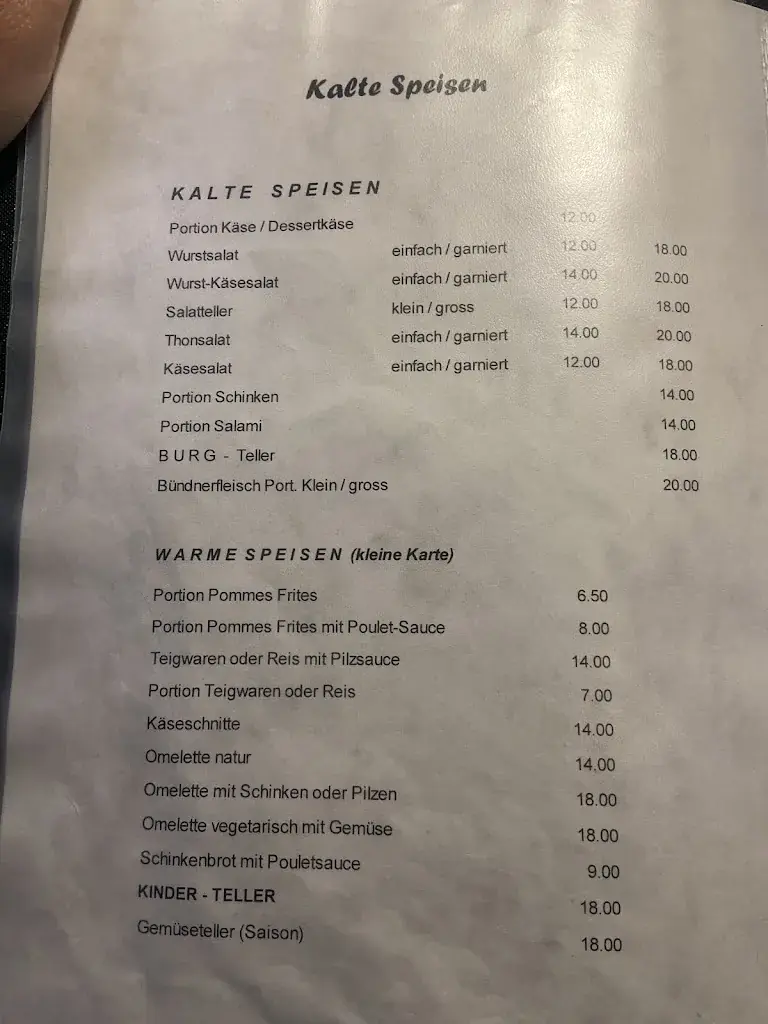 Kalte Speisen
KALTE SPEISEN
Portion Käse / Dessertkäse 12.00
Wurstsalat einfach / garniert 12.00 18.00
Wurst-Käsesalat einfach / garniert 14.00 20.00
Salatteller klein / gross 12.00 18.00
Thonsalat einfach / garniert 14.00 20.00
Käsesalat einfach / garniert 12.00 18.00
Portion Schinken 14.00
Portion Salami 14.00
BURG - Teller 18.00
Bündnerfleisch Port. Klein / gross 20.00
WARME SPEISEN (kleine Karte)
Portion Pommes Frites 6.50
Portion Pommes Frites mit Poulet-Sauce 8.00
Teigwaren oder Reis mit Pilzsauce 14.00
Portion Teigwaren oder Reis 7.00
Käseschnitte 14.00
Omelette natur 14.00
Omelette mit Schinken oder Pilzen 18.00
Omelette vegetarisch mit Gemüse 18.00
Schinkenbrot mit Pouletsauce 9.00
KINDER - TELLER 18.00
Gemüseteller (Saison) 18.00